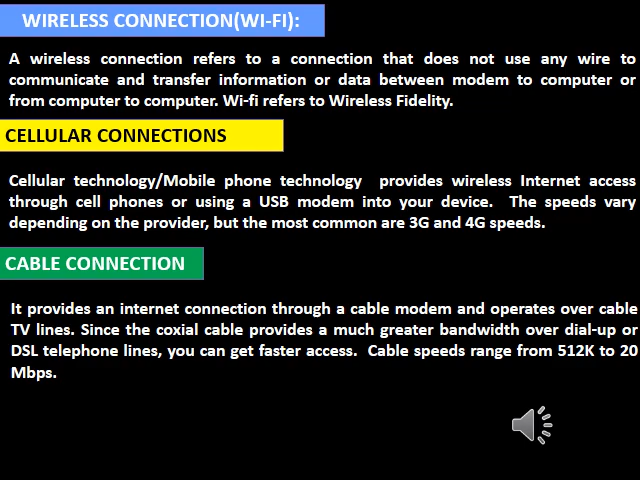 WIRELESS CONNECTION(WI-FI):
A wireless connection refers to a connection that does not use any wire to
communicate and transfer information or data between modem to computer or
from computer to computer. Wi-fi refers to Wireless Fidelity.
CELLULAR CONNECTIONS
Cellular technology/Mobile phone technology provides wireless Internet access
through cell phones or using a USB modem into your device. The speeds vary
depending on the provider, but the most common are 3G and 4G speeds.
CABLE CONNECTION
It provides an internet connection through a cable modem and operates over cable
TV lines. Since the coxial cable provides a much greater bandwidth over dial-up or
DSL telephone lines, you can get faster access. Cable speeds range from 512K to 20
Mbps.